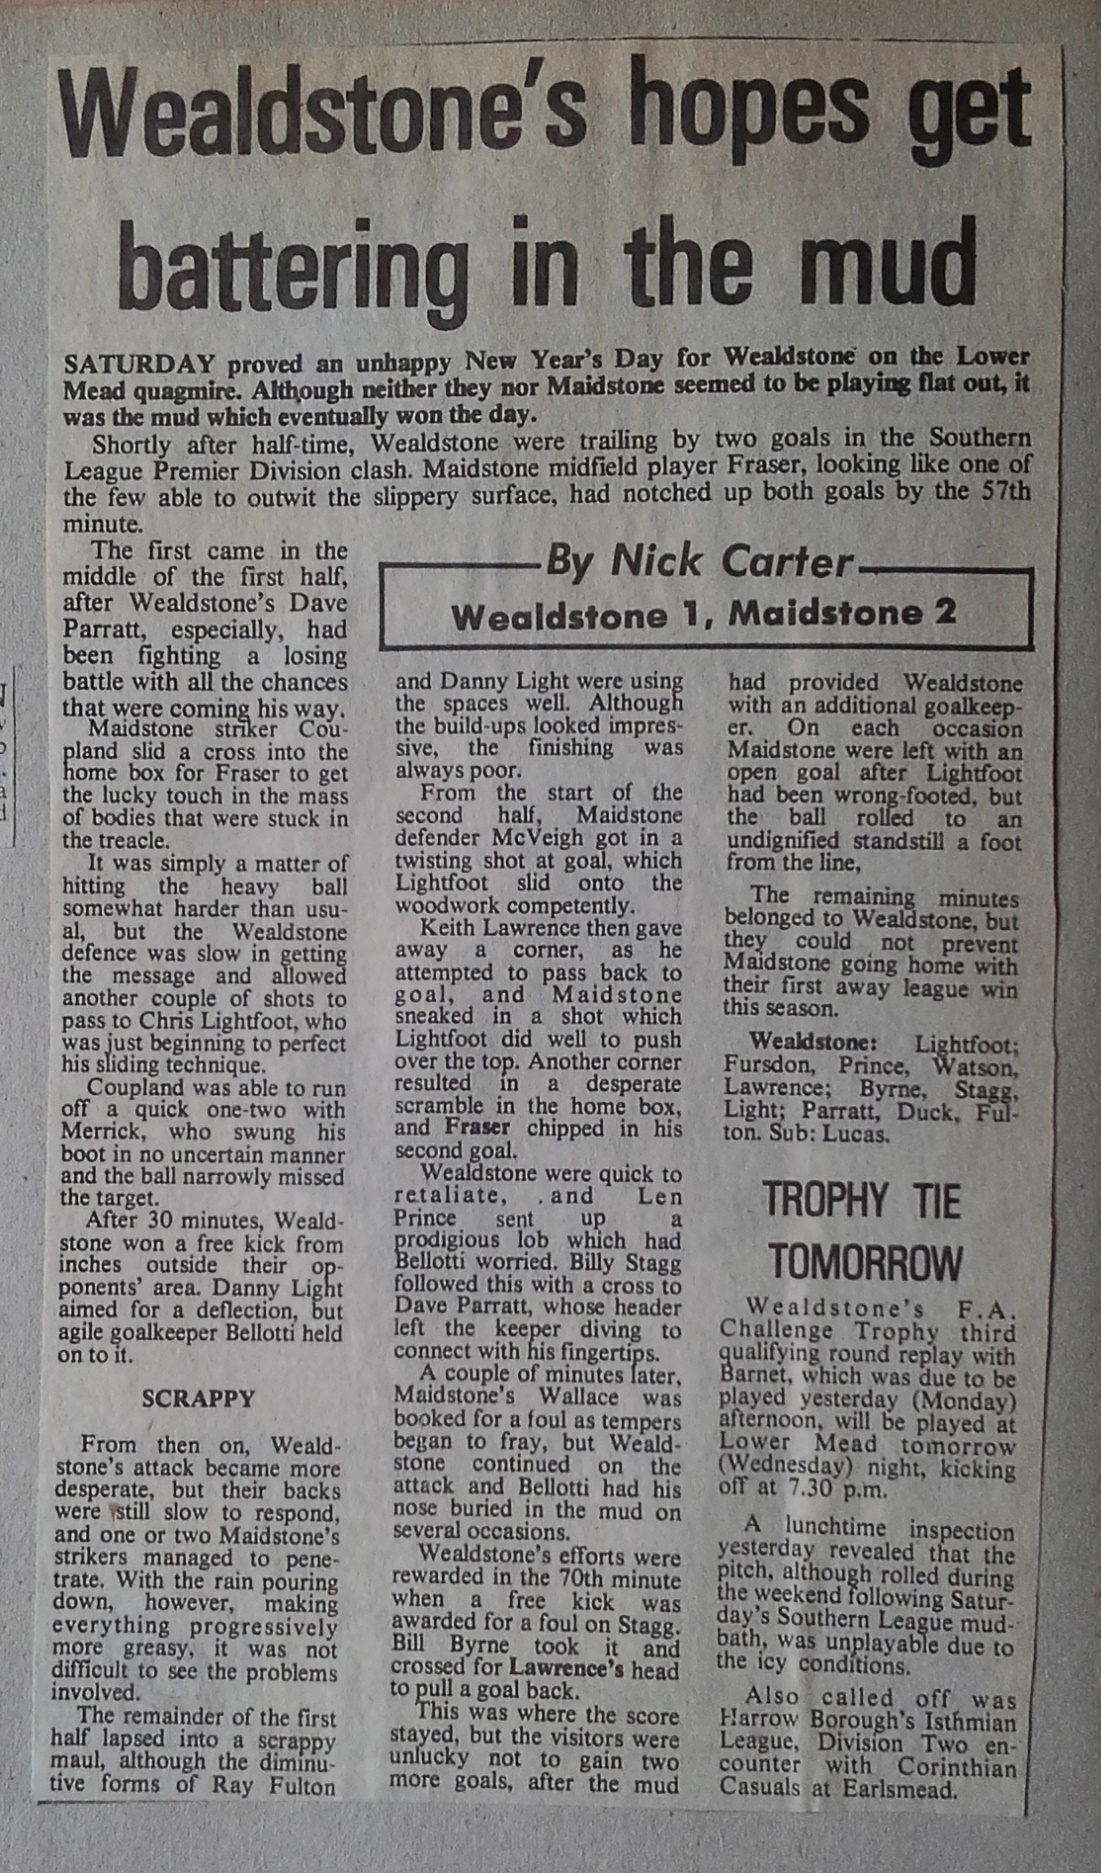 Wealdstone's hopes get
battering in the mud
SATURDAY proved an unhappy New Year's Day for Wealdstone on the Lower
Mead quagmire. Although neither they nor Maidstone seemed to be playing flat out, it
was the mud which eventually won the day.
Shortly after half-time, Wealdstone were trailing by two goals in the Southern
League Premier Division clash. Maidstone midfield player Fraser, looking like one of
the few able to outwit the slippery surface, had notched up both goals by the 57th
minute.
The first came in the
middle of the first half,
after Wealdstone's Dave
Parratt, especially, had
been fighting a losing
battle with all the chances
that were coming his way.
Maidstone striker Cou-
pland slid a cross into the
home box for Fraser to get
the lucky touch in the mass
of bodies that were stuck in
the treacle.
It was simply a matter of
hitting the heavy ball
somewhat harder than usu-
al, but the Wealdstone
defence was slow in getting
the message and allowed
another couple of shots to
pass to Chris Lightfoot, who
was just beginning to perfect
his sliding technique.
Coupland was able to run
off a quick one-two with
Merrick, who swung his
boot in no uncertain manner
and the ball narrowly missed
the target.
After 30 minutes, Weald-
stone won a free kick from
inches outside their op-
ponents' area. Danny Light
aimed for a deflection, but
agile goalkeeper Bellotti held
on to it.
SCRAPPY
From then on, Weald-
stone's attack became more
desperate, but their backs
were still slow to respond,
and one or two Maidstone's
strikers managed to pene-
trate. With the rain pouring
down, however, making
everything progressively
more greasy, it was not
difficult to see the problems
involved.
The remainder of the first
half lapsed into a scrappy
maul, although the diminu-
tive forms of Ray Fulton
By Nick Carter
Wealdstone 1, Maidstone 2
and Danny Light were using
the spaces well. Although
the build-ups looked impres-
sive, the finishing was
always poor.
From the start of the
second half, Maidstone
defender McVeigh got in a
twisting shot at goal, which
Lightfoot slid onto the
woodwork competently.
Keith Lawrence then gave
away a corner, as he
attempted to pass back to
goal, and Maidstone
sneaked in a shot which
Lightfoot did well to push
over the top. Another corner
resulted in a desperate
scramble in the home box,
and Fraser chipped in his
second goal.
Wealdstone were quick to
retaliate, . and Len
Prince sent up a
prodigious lob which had
Bellotti worried. Billy Stagg
followed this with a cross to
Dave Parratt, whose header
left the keeper diving to
connect with his fingertips.
A couple of minutes later,
Maidstone's Wallace was
booked for a foul as tempers
began to fray, but Weald-
stone continued on the
attack and Bellotti had his
nose buried in the mud on
several occasions.
Wealdstone's efforts were
rewarded in the 70th minute
when a free kick was
awarded for a foul on Stagg.
Bill Byrne took it and
crossed for Lawrence's head
to pull a goal back.
This was where the score
stayed, but the visitors were
unlucky not to gain two
more goals, after the mud
had provided Wealdstone
with an additional goalkeep-
er. On each occasion
Maidstone were left with an
open goal after Lightfoot
had been wrong-footed, but
the ball rolled to an
undignified standstill a foot
from the line,
The remaining minutes
belonged to Wealdstone, but
they could not prevent
Maidstone going home with
their first away league win
this season.
Wealdstone: Lightfoot;
Fursdon, Prince, Watson,
Lawrence; Byrne, Stagg,
Light; Parratt, Duck, Ful-
ton. Sub: Lucas.
TROPHY TIE
TOMORROW
Wealdstone's F.A.
Challenge Trophy third
qualifying round replay with
Barnet, which was due to be
played yesterday (Monday)
afternoon, will be played at
Lower Mead tomorrow
(Wednesday) night, kicking
off at 7.30 p.m.
A lunchtime inspection
yesterday revealed that the
pitch, although rolled during
the weekend following Satur-
day's Southern League mud-
bath, was unplayable due to
the icy conditions.
Also called off was
Harrow Borough's Isthmian
League, Division Two en-
counter with Corinthian
Casuals at Earlsmead.